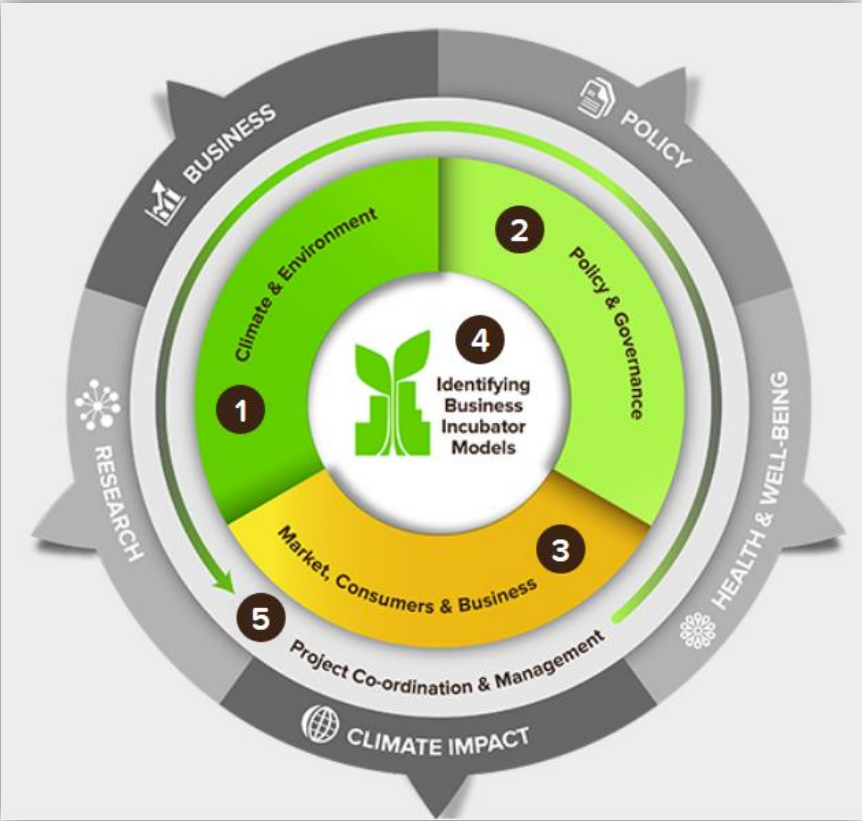 BUSINESS
POLICY
Climate & Environment
2
Policy & Governance
4
Identifying
Business
Incubator
Models
1
RESEARCH
HEALTH & WELL-BEING
Market, Consumers & Business
3
5
Project Co-ordination & Management
CLIMATE IMPACT